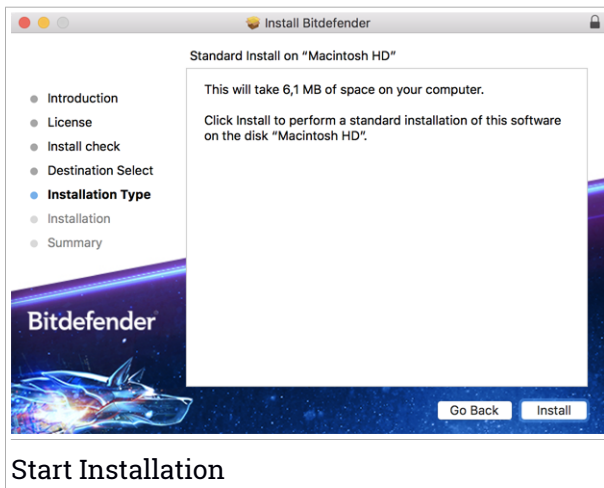 Install Bitdefender
Standard Install on “Macintosh HD”
Introduction
License
Install check
Destination Select
Installation Type
Installation
Summary
This will take 6,1 MB of space on your computer.
Click Install to perform a standard installation of this software
on the disk “Macintosh HD”.
Bitdefender
Go Back
Install
Start Installation